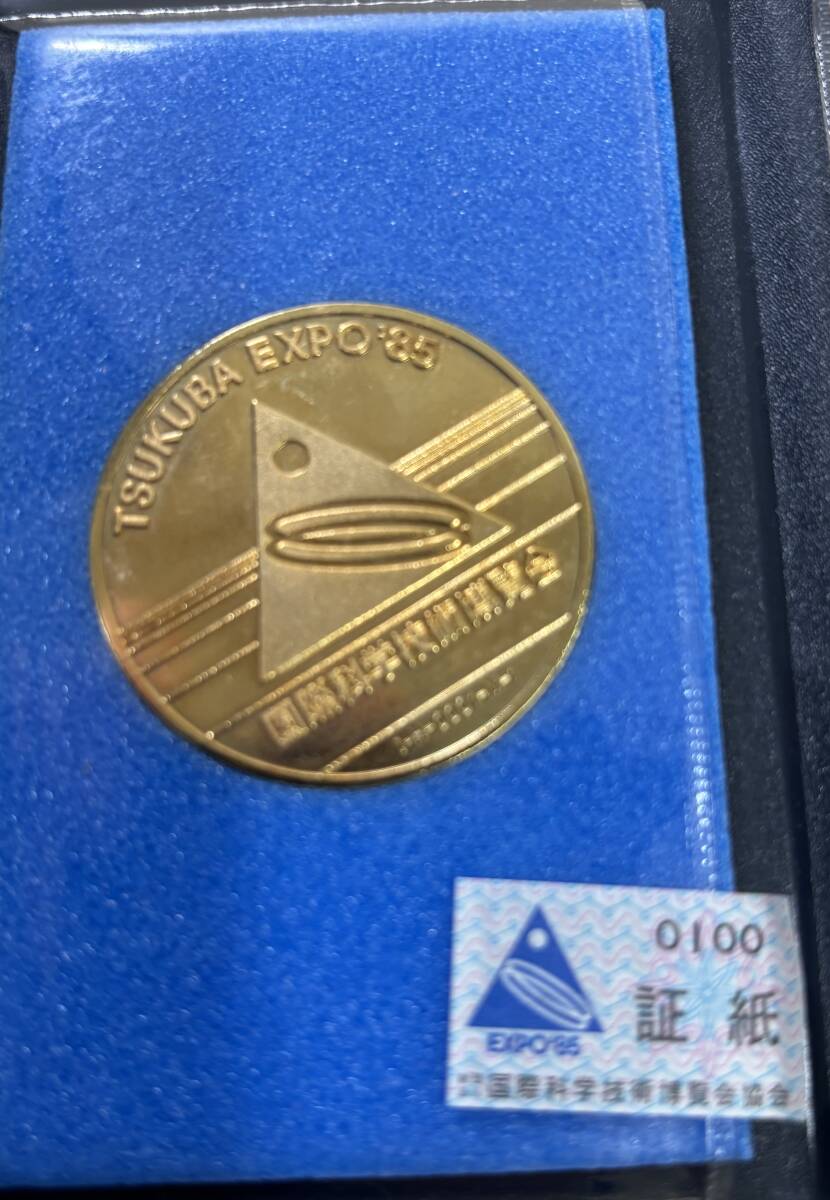 TSUKUBA EXPO '85
国際科学技術博覧会
0100
証紙
EXPO'85
国際科学技術博覧会協会